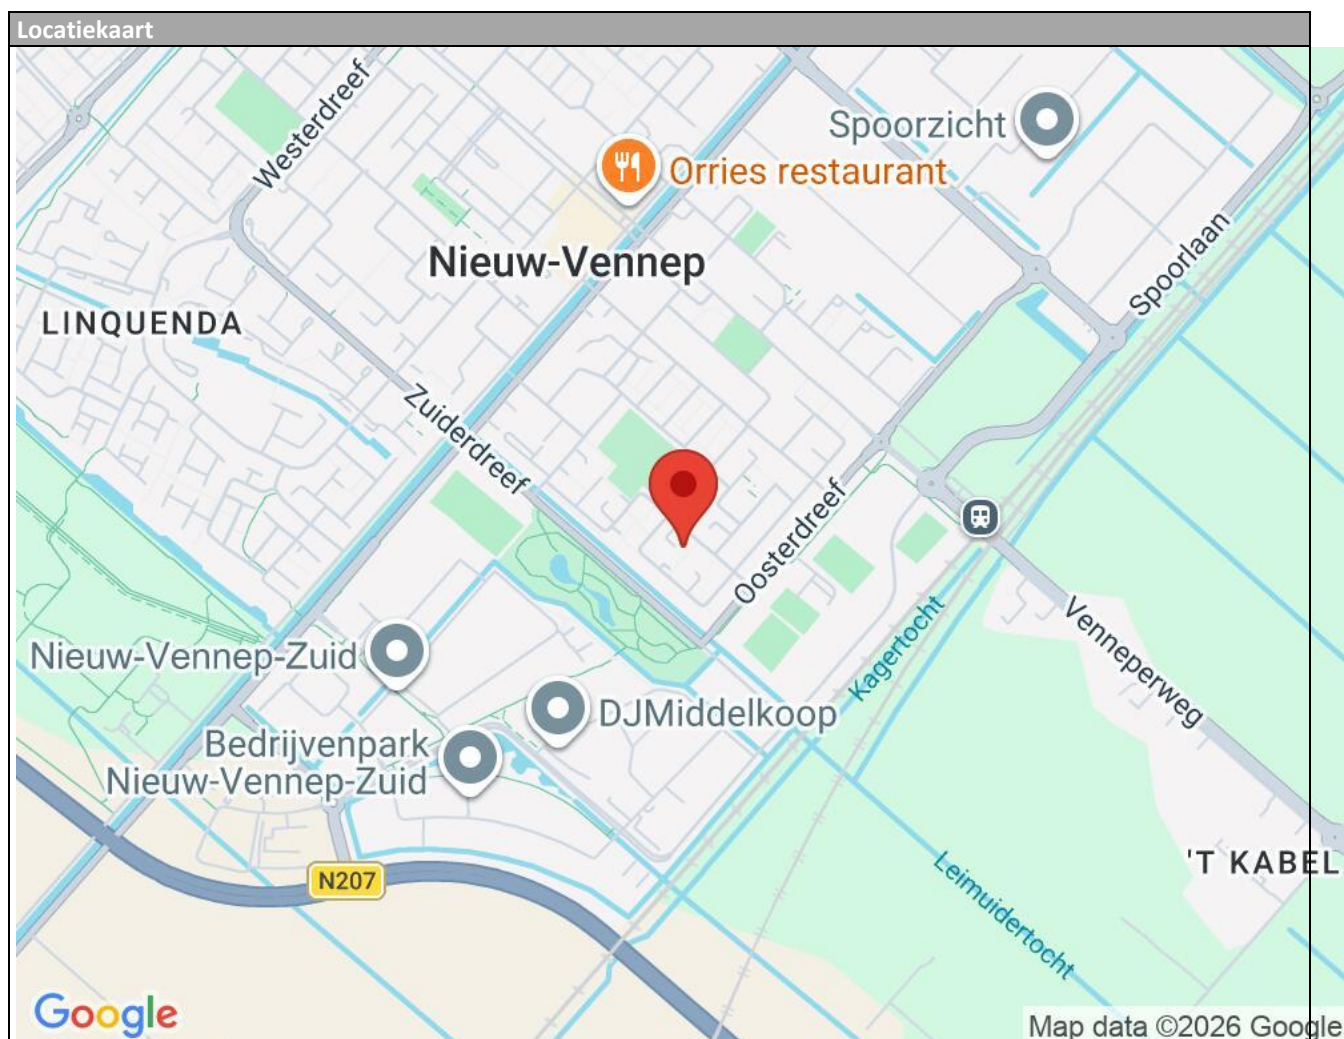 Locatiekaart
Westerdreef
Spoorzicht
Orries restaurant
Spoorlaan
Nieuw-Vennep
LINQUENDA
Zuiderdreef
Oosterdreef
Kagertocht
Venneperweg
Nieuw-Vennep-Zuid
DJMiddelkoop
Bedrijvenpark
Nieuw-Vennep-Zuid
'T KABEL
N207
Leimuidertocht
Google
Map data ©2026 Google